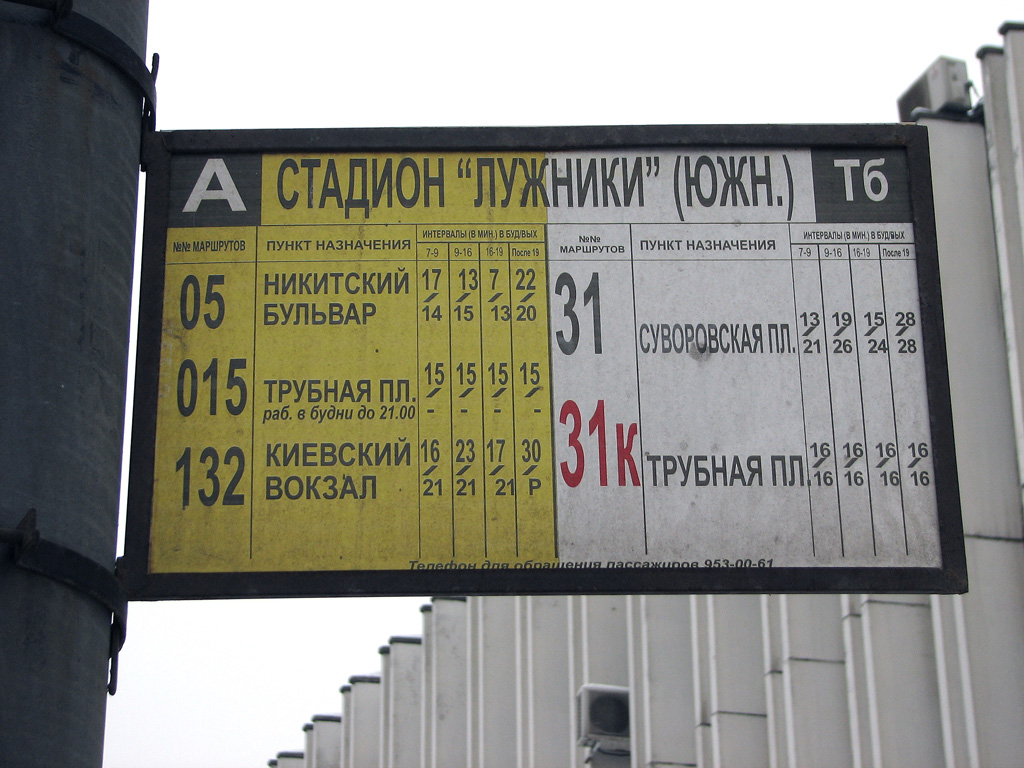 А СТАДИОН "ЛУЖНИКИ" (ЮЖН.) Тб
№№ МАРШРУТОВ ПУНКТ НАЗНАЧЕНИЯ ИНТЕРВАЛЫ (В МИН.) В БУД/ВЫХ
7-9 9-16 16-19 После 19
05 НИКИТСКИЙ 17 13 7 22
БУЛЬВАР 14 15 13 20
015 ТРУБНАЯ ПЛ. 15 15 15 15
раб. в будни до 21.00 - - - -
132 КИЕВСКИЙ 16 23 17 30
ВОКЗАЛ 21 21 21 Р
№№
МАРШРУТОВ ПУНКТ НАЗНАЧЕНИЯ ИНТЕРВАЛЫ (В МИН.) В БУД/ВЫХ
7-9 9-16 16-19 После 19
31 СУВОРОВСКАЯ ПЛ. 13 19 15 28
21 26 24 28
31к ТРУБНАЯ ПЛ. 16 16 16 16
16 16 16 16
Телефон для обращения пассажиров 953-00-61